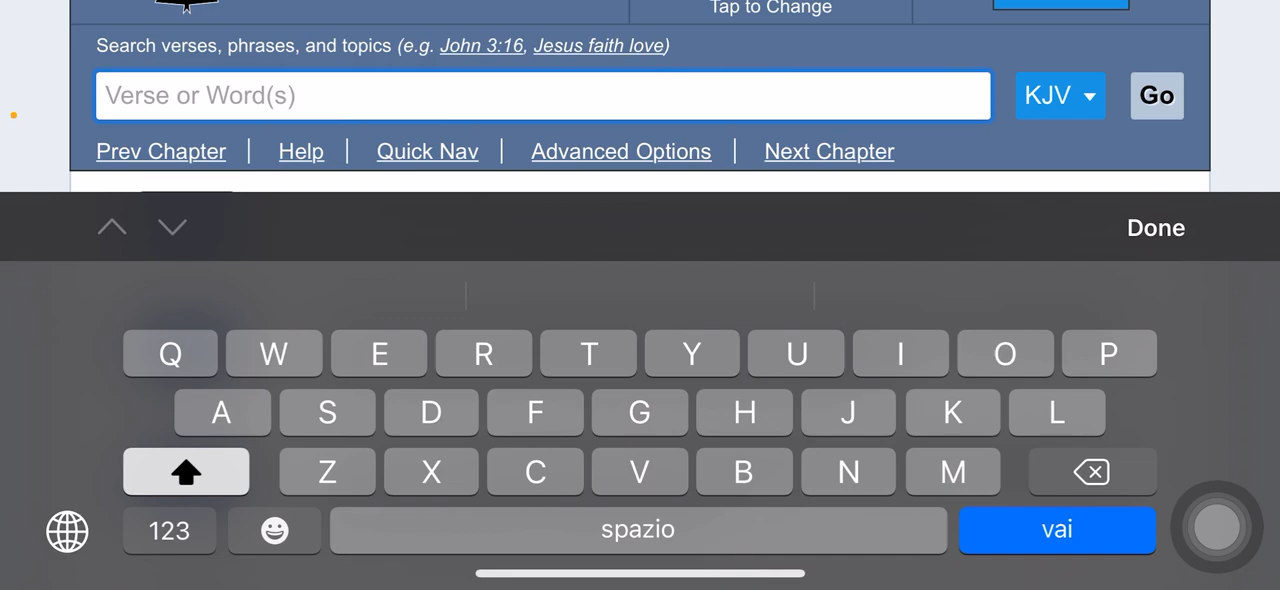 Tap to Change
Search verses, phrases, and topics (e.g. John 3:16, Jesus faith love)
Verse or Word(s)
KJV
Go
Prev Chapter | Help | Quick Nav | Advanced Options | Next Chapter
Done
Q W E R T Y U I O P
A S D F G H J K L
Z X C V B N M
123
spazio
vai